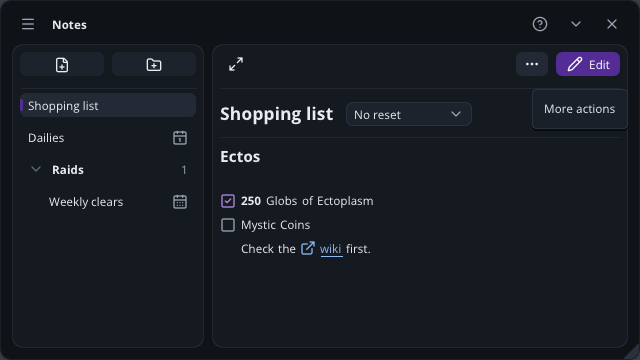 Notes
Edit
Shopping list
Dailies
Raids 1
Weekly clears
Shopping list No reset
More actions
Ectos
250 Globs of Ectoplasm
Mystic Coins
Check the wiki first.